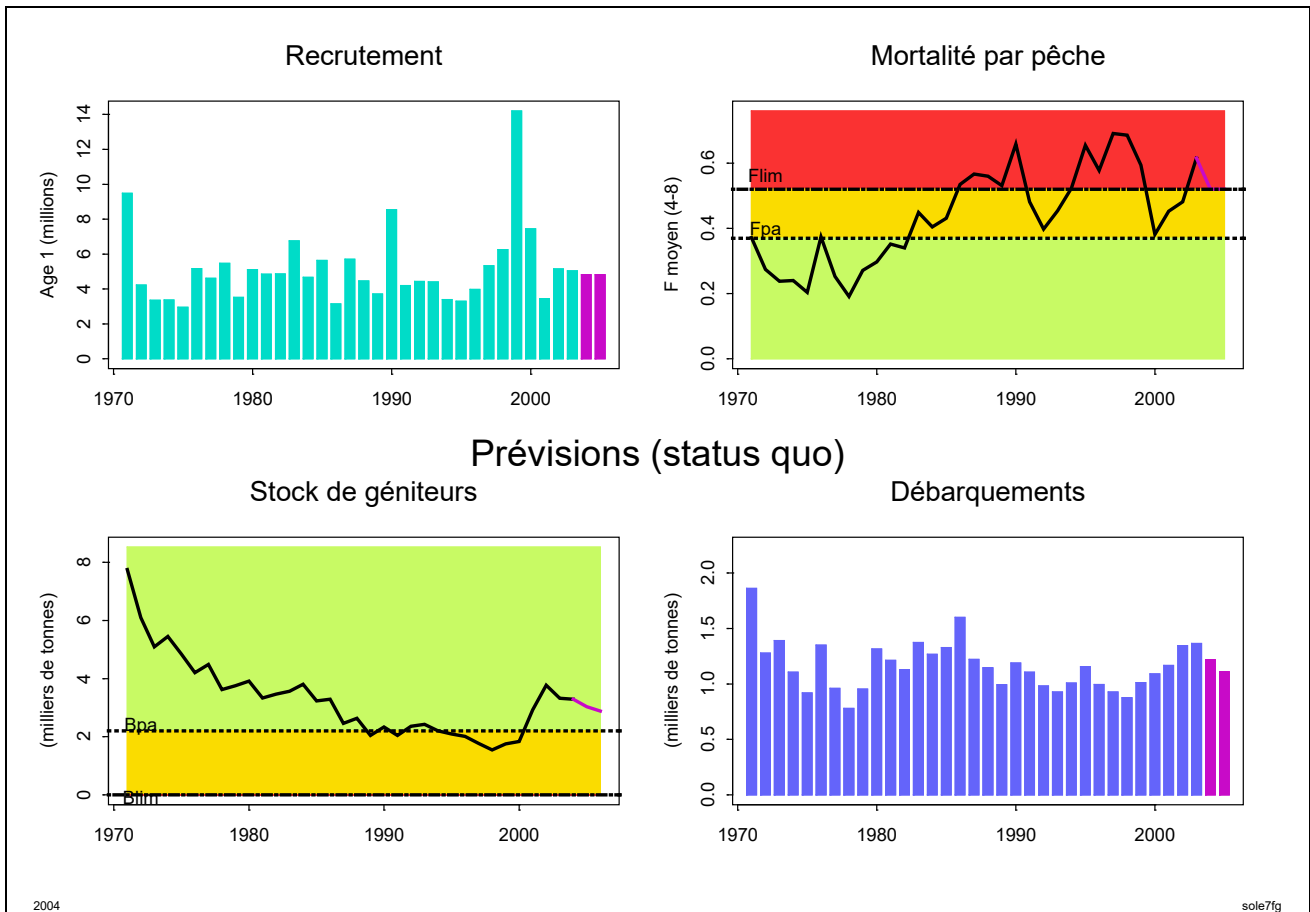 Recrutement
Age 1 (millions)
0 2 4 6 8 10 12 14
1970 1980 1990 2000
Mortalité par pêche
F moyen (4-8)
0.0 0.2 0.4 0.6
Flim
Fpa
1970 1980 1990 2000
Prévisions (status quo)
Stock de géniteurs
(milliers de tonnes)
0 2 4 6 8
Bpa
Blim
1970 1980 1990 2000
Débarquements
(milliers de tonnes)
0.0 0.5 1.0 1.5 2.0
1970 1980 1990 2000
2004
sole7fg